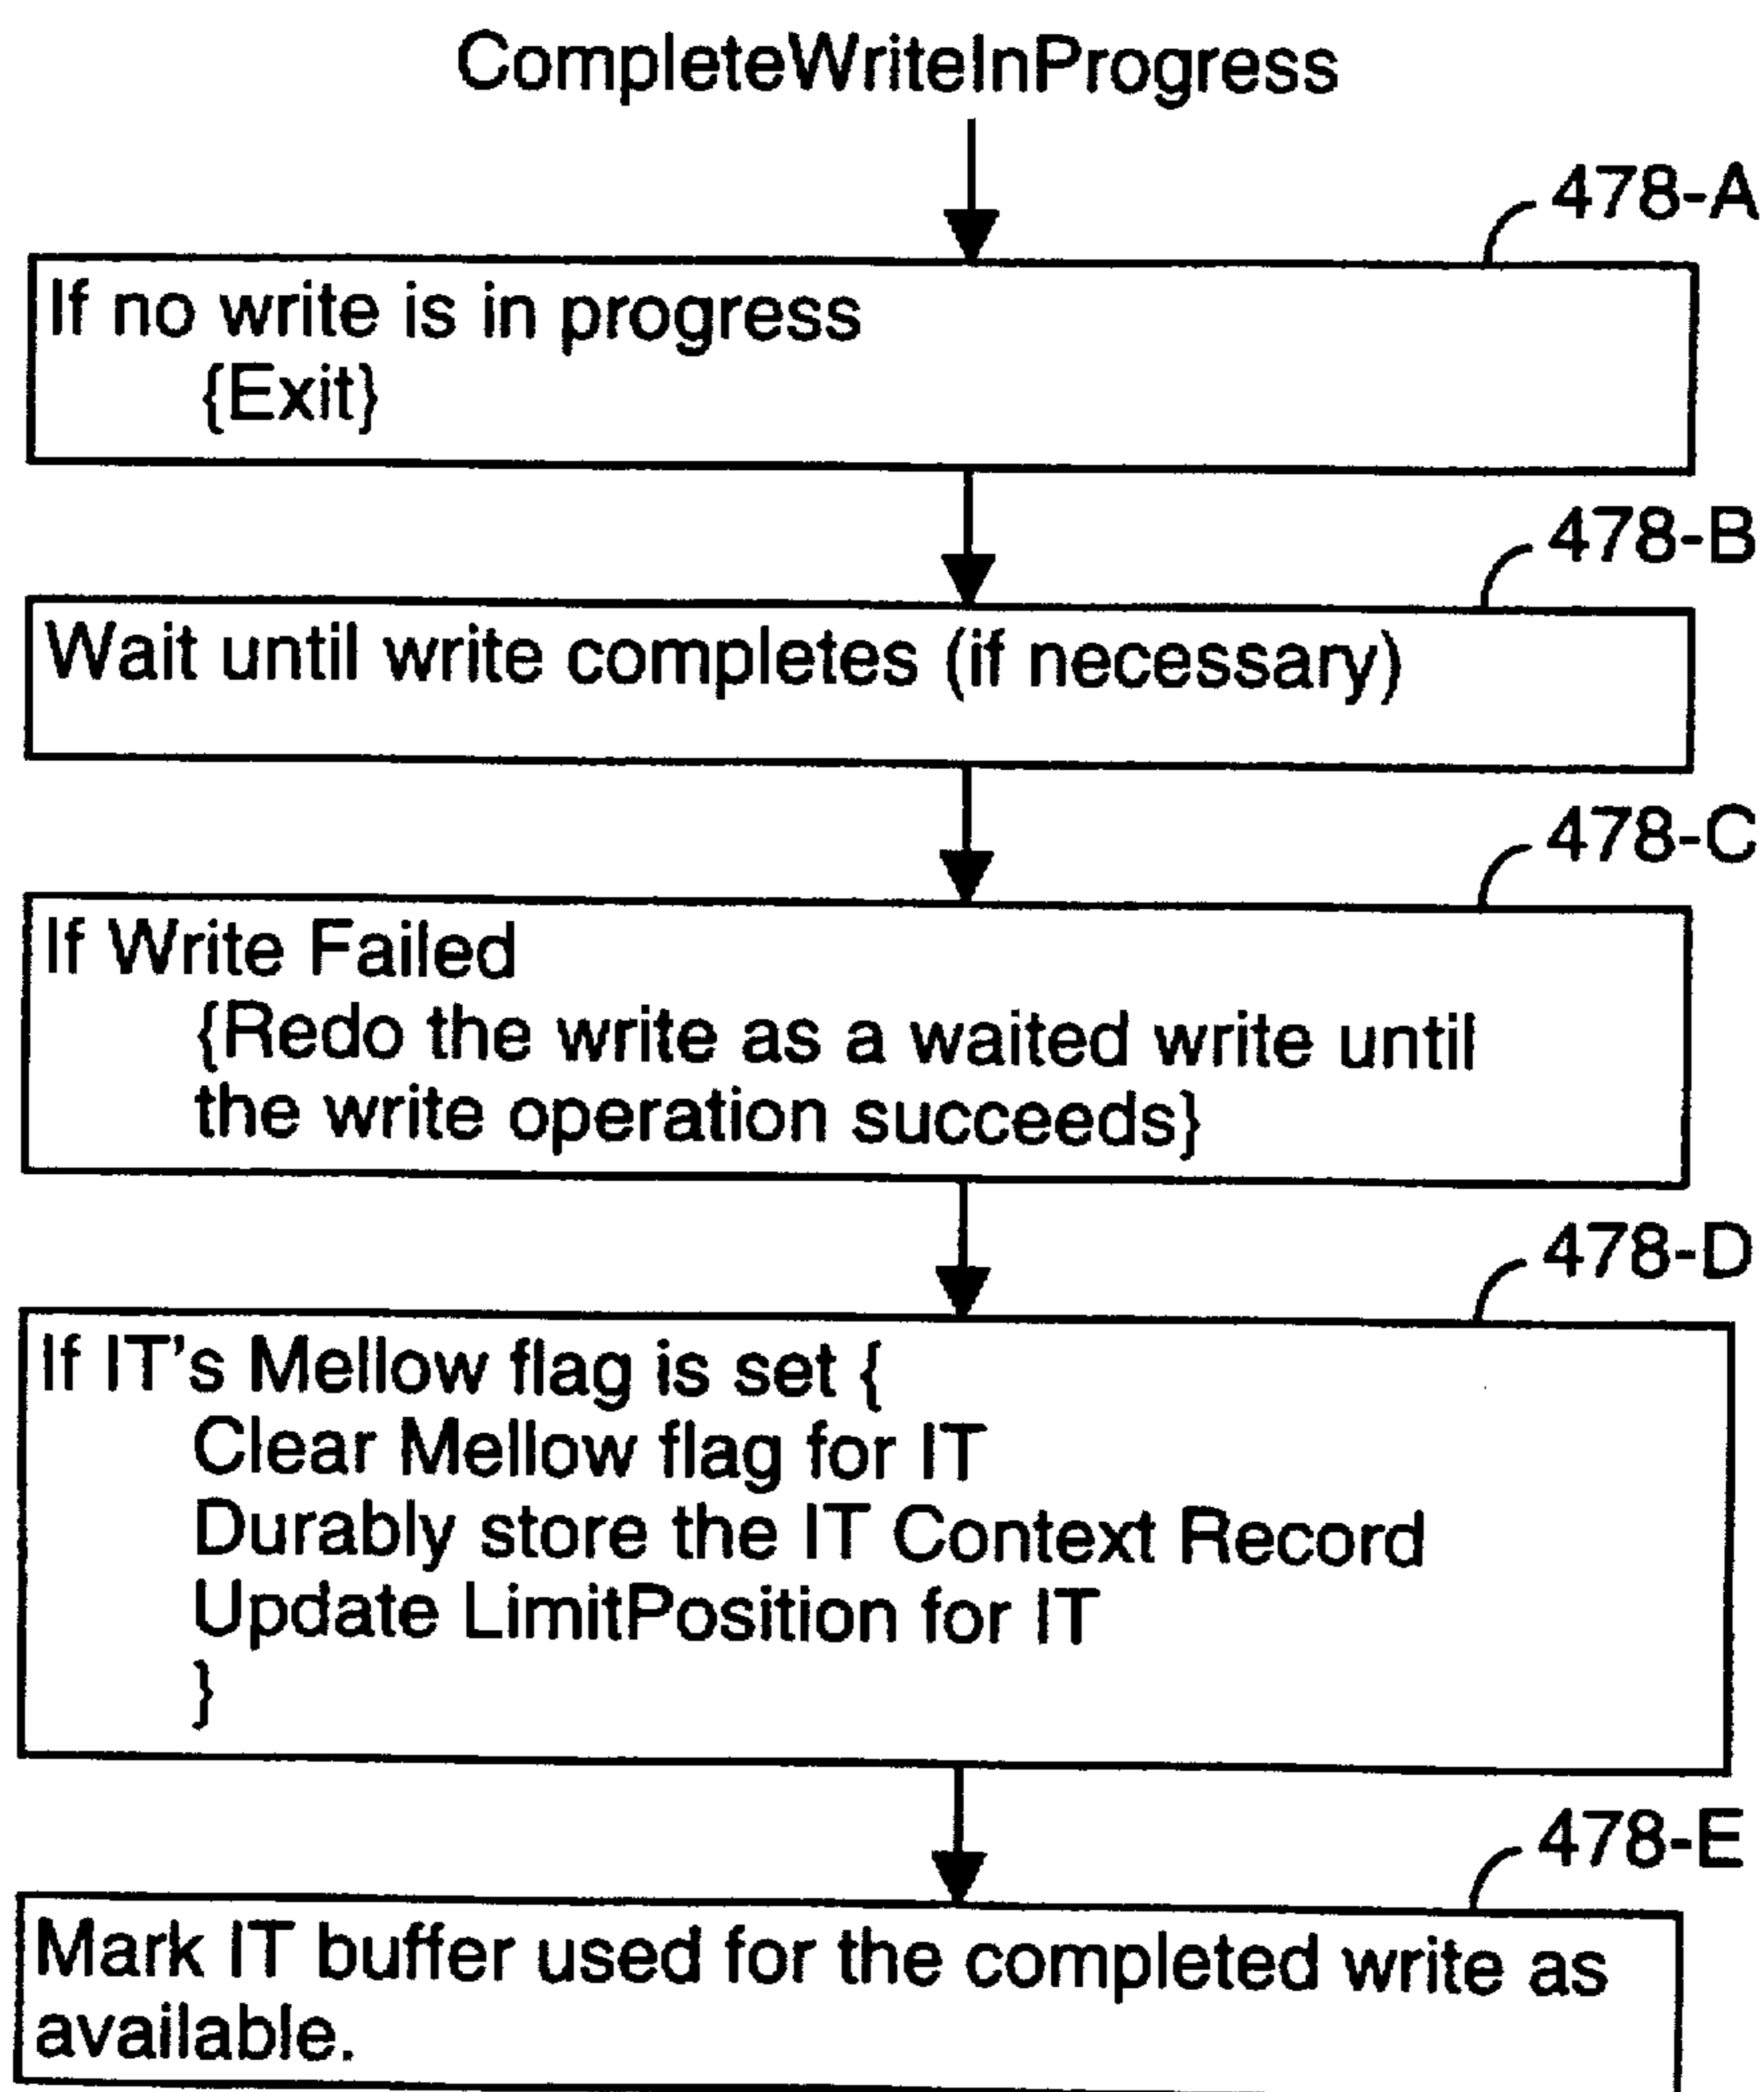 CompleteWriteInProgress
478-A
If no write is in progress
{Exit}
478-B
Wait until write completes (if necessary)
478-C
If Write Failed
{Redo the write as a waited write until
the write operation succeeds}
478-D
If IT's Mellow flag is set {
Clear Mellow flag for IT
Durably store the IT Context Record
Update LimitPosition for IT
}
478-E
Mark IT buffer used for the completed write as
available.